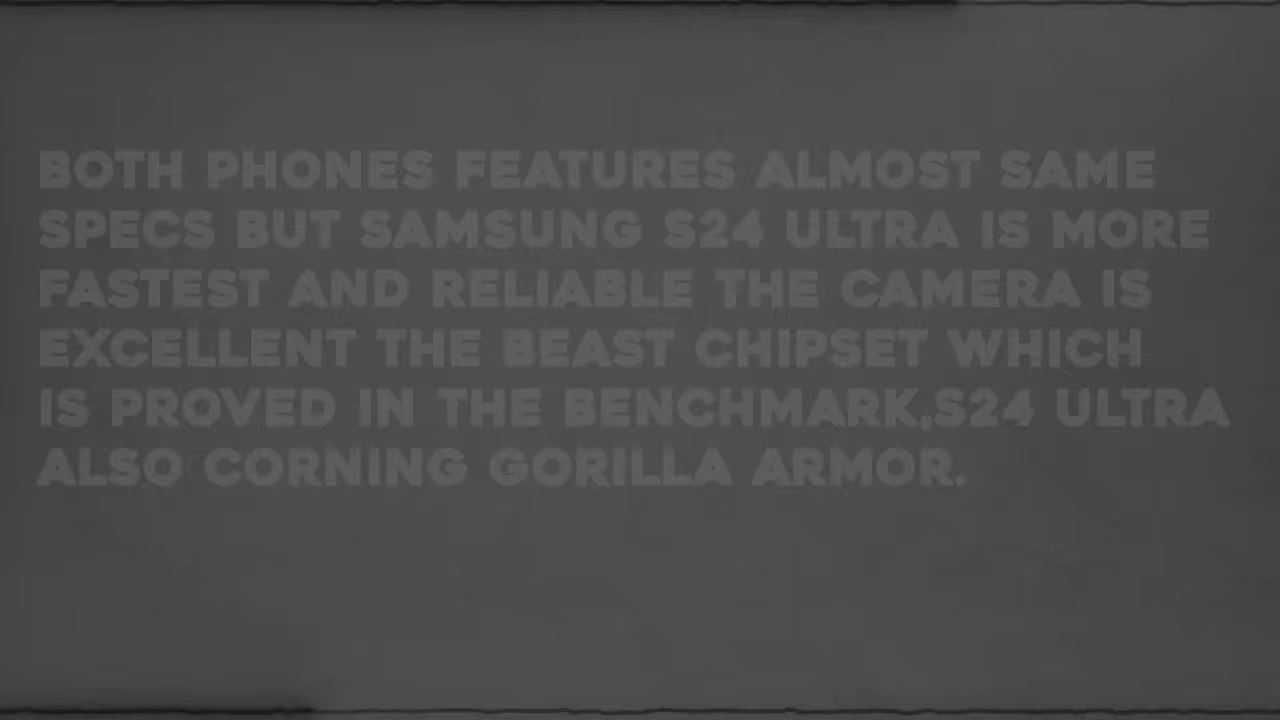 BOTH PHONES FEATURES ALMOST SAME
SPECS BUT SAMSUNG S24 ULTRA IS MORE
FASTEST AND RELIABLE THE CAMERA IS
EXCELLENT THE BEAST CHIPSET WHICH
IS PROVED IN THE BENCHMARK,S24 ULTRA
ALSO CORNING GORILLA ARMOR.